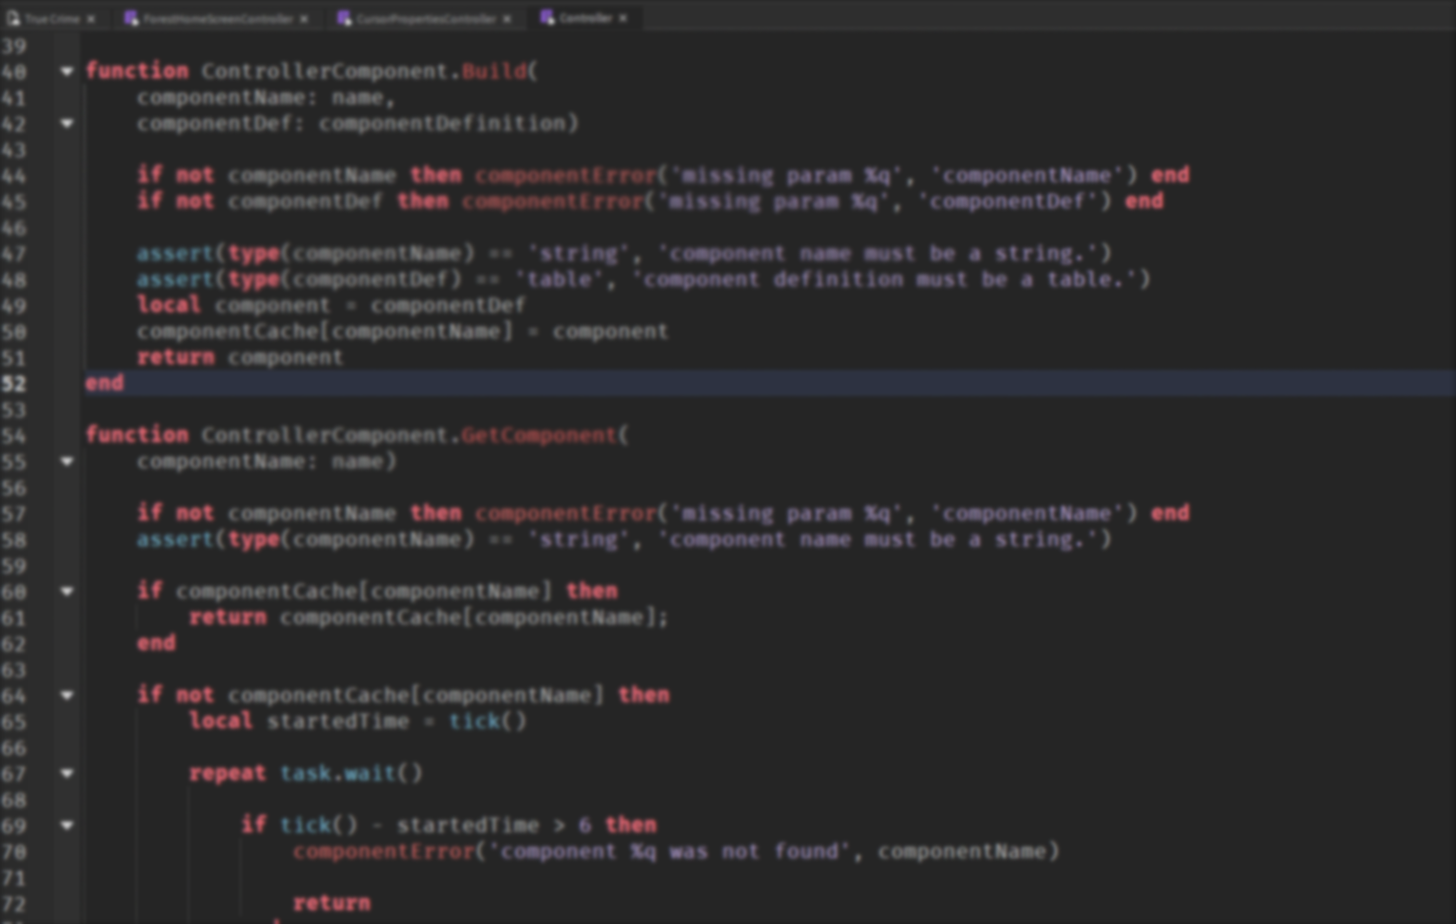 True Crime × ForestHomeScreenController × CursorPropertiesController × Controller ×
39
40 function ControllerComponent.Build(
41 componentName: name,
42 componentDef: componentDefinition)
43
44 if not componentName then componentError('missing param %q', 'componentName') end
45 if not componentDef then componentError('missing param %q', 'componentDef') end
46
47 assert(type(componentName) == 'string', 'component name must be a string.')
48 assert(type(componentDef) == 'table', 'component definition must be a table.')
49 local component = componentDef
50 componentCache[componentName] = component
51 return component
52 end
53
54 function ControllerComponent.GetComponent(
55 componentName: name)
56
57 if not componentName then componentError('missing param %q', 'componentName') end
58 assert(type(componentName) == 'string', 'component name must be a string.')
59
60 if componentCache[componentName] then
61 return componentCache[componentName];
62 end
63
64 if not componentCache[componentName] then
65 local startedTime = tick()
66
67 repeat task.wait()
68
69 if tick() - startedTime > 6 then
70 componentError('component %q was not found', componentName)
71
72 return